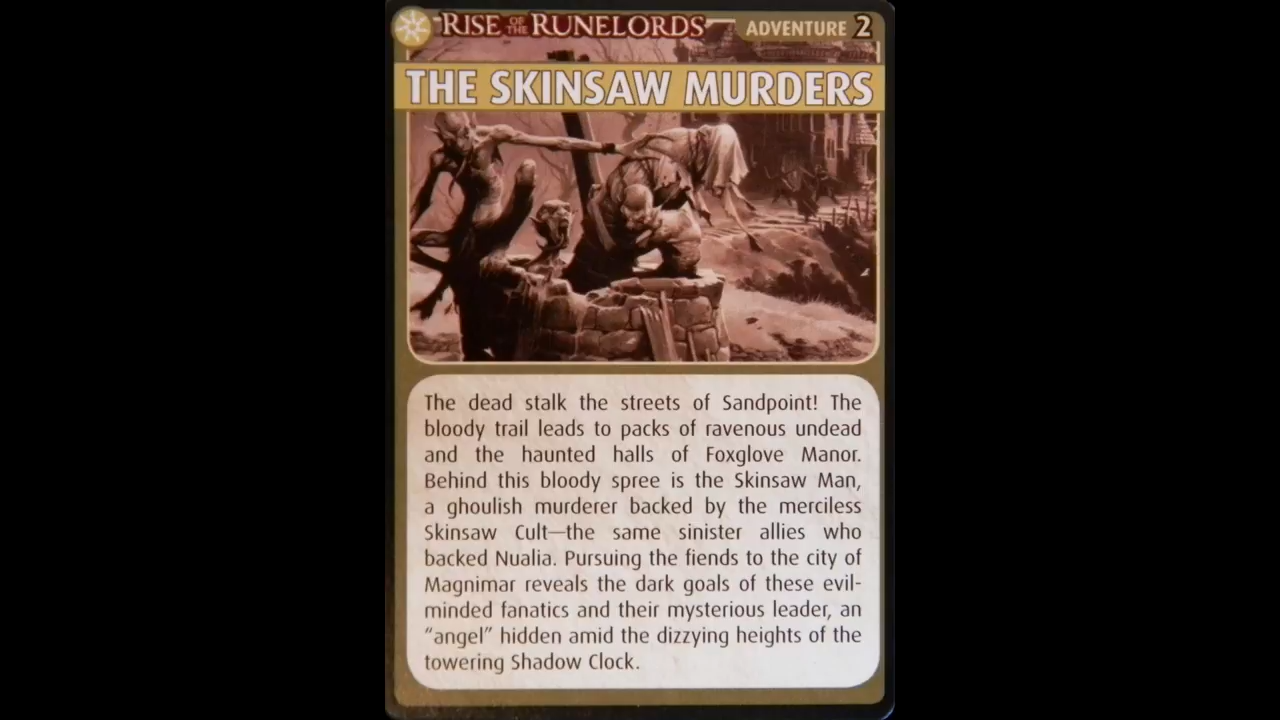 RISE OF THE RUNELORDS ADVENTURE 2
THE SKINSAW MURDERS
The dead stalk the streets of Sandpoint! The
bloody trail leads to packs of ravenous undead
and the haunted halls of Foxglove Manor.
Behind this bloody spree is the Skinsaw Man,
a ghoulish murderer backed by the merciless
Skinsaw Cult—the same sinister allies who
backed Nualia. Pursuing the fiends to the city of
Magnimar reveals the dark goals of these evil-
minded fanatics and their mysterious leader, an
“angel” hidden amid the dizzying heights of the
towering Shadow Clock.